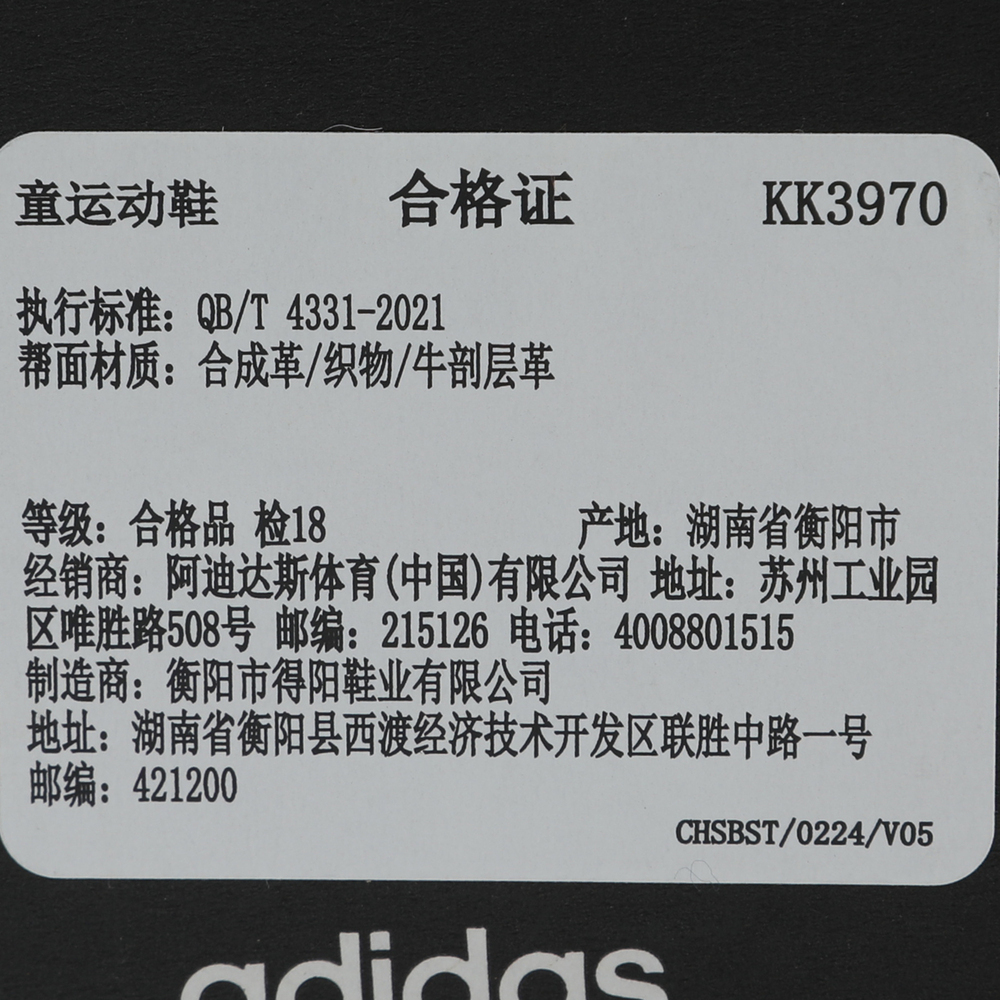 童运动鞋 合格证 KK3970
执行标准：QB/T 4331-2021
帮面材质：合成革/织物/牛剖层革
等级：合格品 检18 产地：湖南省衡阳市
经销商：阿迪达斯体育(中国)有限公司 地址：苏州工业园
区唯胜路508号 邮编：215126 电话：4008801515
制造商：衡阳市得阳鞋业有限公司
地址：湖南省衡阳县西渡经济技术开发区联胜中路一号
邮编：421200
CHSBST/0224/V05
adidas